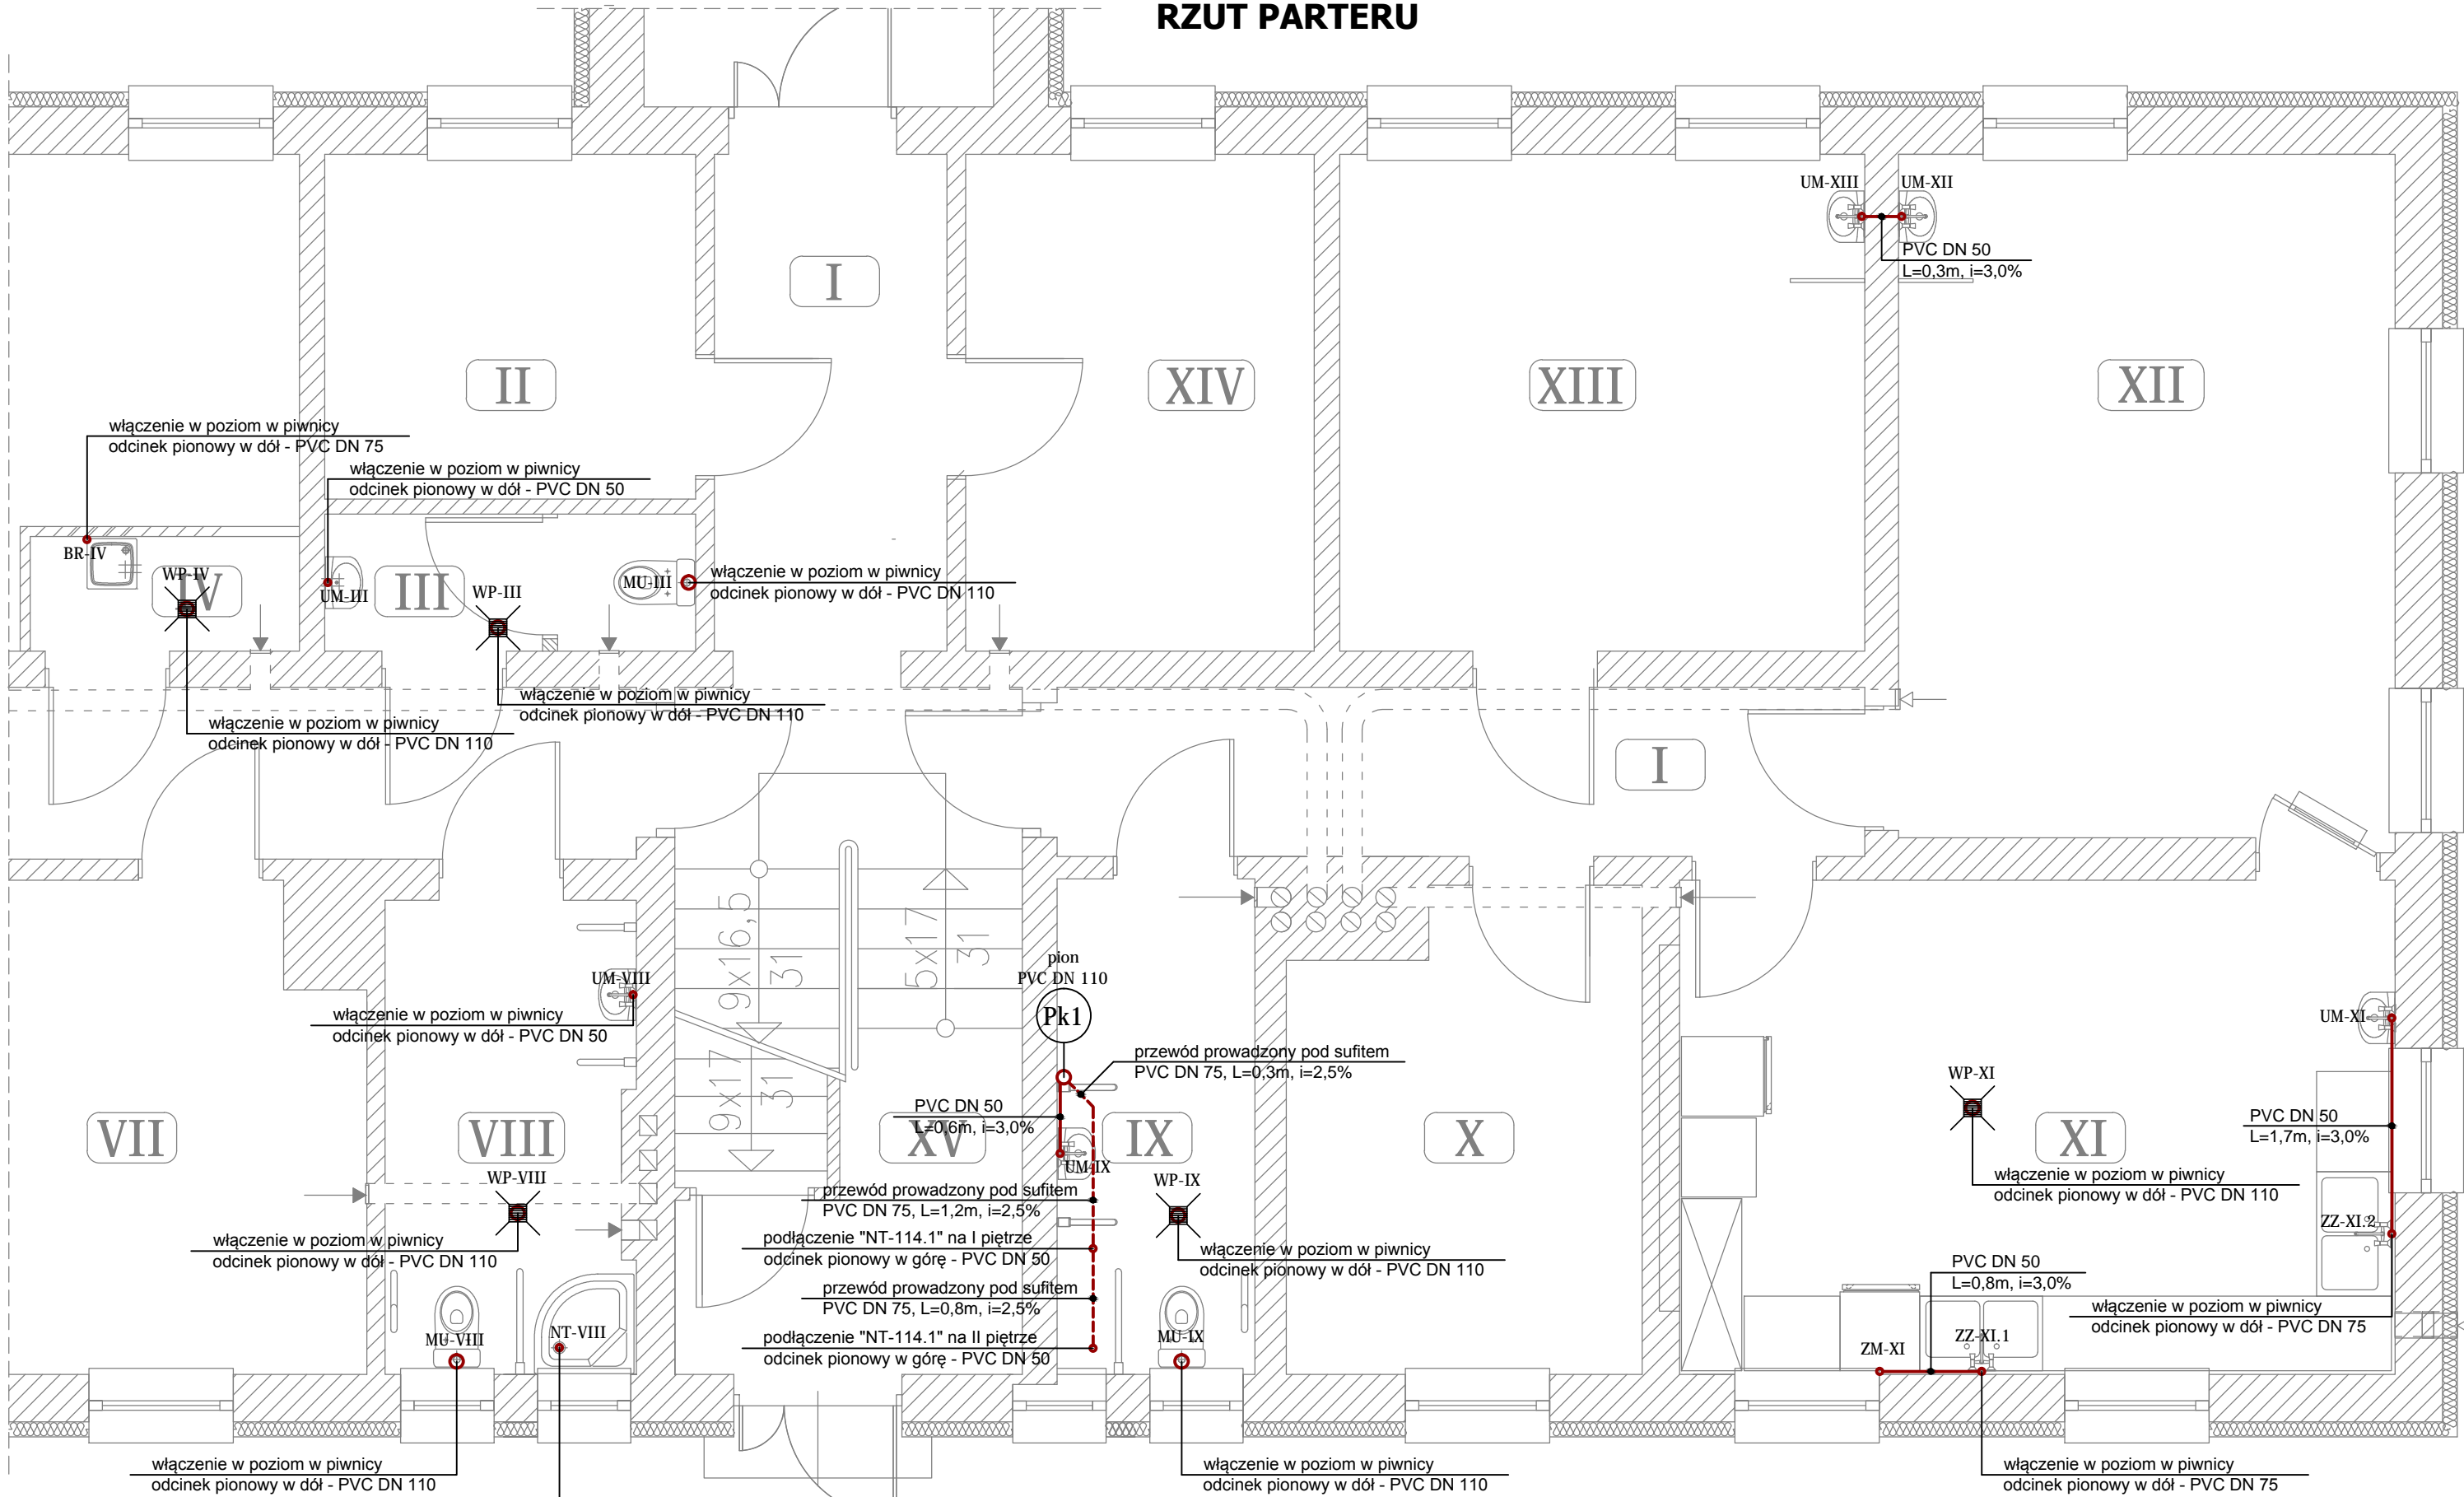 RZUT PARTERU
UM-XIII
UM-XII
PVC DN 50
L=0,3m, i=3,0%
I
II
XIV
XIII
XII
włączenie w poziom w piwnicy
odcinek pionowy w dół - PVC DN 75
włączenie w poziom w piwnicy
odcinek pionowy w dół - PVC DN 50
BR-IV
WP-IV
IV
UM-III
III
WP-III
MU-III
włączenie w poziom w piwnicy
odcinek pionowy w dół - PVC DN 110
włączenie w poziom w piwnicy
odcinek pionowy w dół - PVC DN 110
włączenie w poziom w piwnicy
odcinek pionowy w dół - PVC DN 110
I
9x16,5
31
5x17
31
9x17
31
UM-VIII
włączenie w poziom w piwnicy
odcinek pionowy w dół - PVC DN 50
pion
PVC DN 110
Pk1
przewód prowadzony pod sufitem
PVC DN 75, L=0,3m, i=2,5%
PVC DN 50
L=0,6m, i=3,0%
UM-XI
WP-XI
PVC DN 50
L=1,7m, i=3,0%
VII
VIII
XV
IX
X
XI
UM-IX
WP-VIII
WP-IX
włączenie w poziom w piwnicy
odcinek pionowy w dół - PVC DN 110
przewód prowadzony pod sufitem
PVC DN 75, L=1,2m, i=2,5%
ZZ-XI.2
włączenie w poziom w piwnicy
odcinek pionowy w dół - PVC DN 110
podłączenie "NT-114.1" na I piętrze
odcinek pionowy w górę - PVC DN 50
włączenie w poziom w piwnicy
odcinek pionowy w dół - PVC DN 110
PVC DN 50
L=0,8m, i=3,0%
przewód prowadzony pod sufitem
PVC DN 75, L=0,8m, i=2,5%
włączenie w poziom w piwnicy
odcinek pionowy w dół - PVC DN 75
MU-VIII
NT-VIII
podłączenie "NT-114.1" na II piętrze
odcinek pionowy w górę - PVC DN 50
MU-IX
ZM-XI
ZZ-XI.1
włączenie w poziom w piwnicy
odcinek pionowy w dół - PVC DN 110
włączenie w poziom w piwnicy
odcinek pionowy w dół - PVC DN 110
włączenie w poziom w piwnicy
odcinek pionowy w dół - PVC DN 75